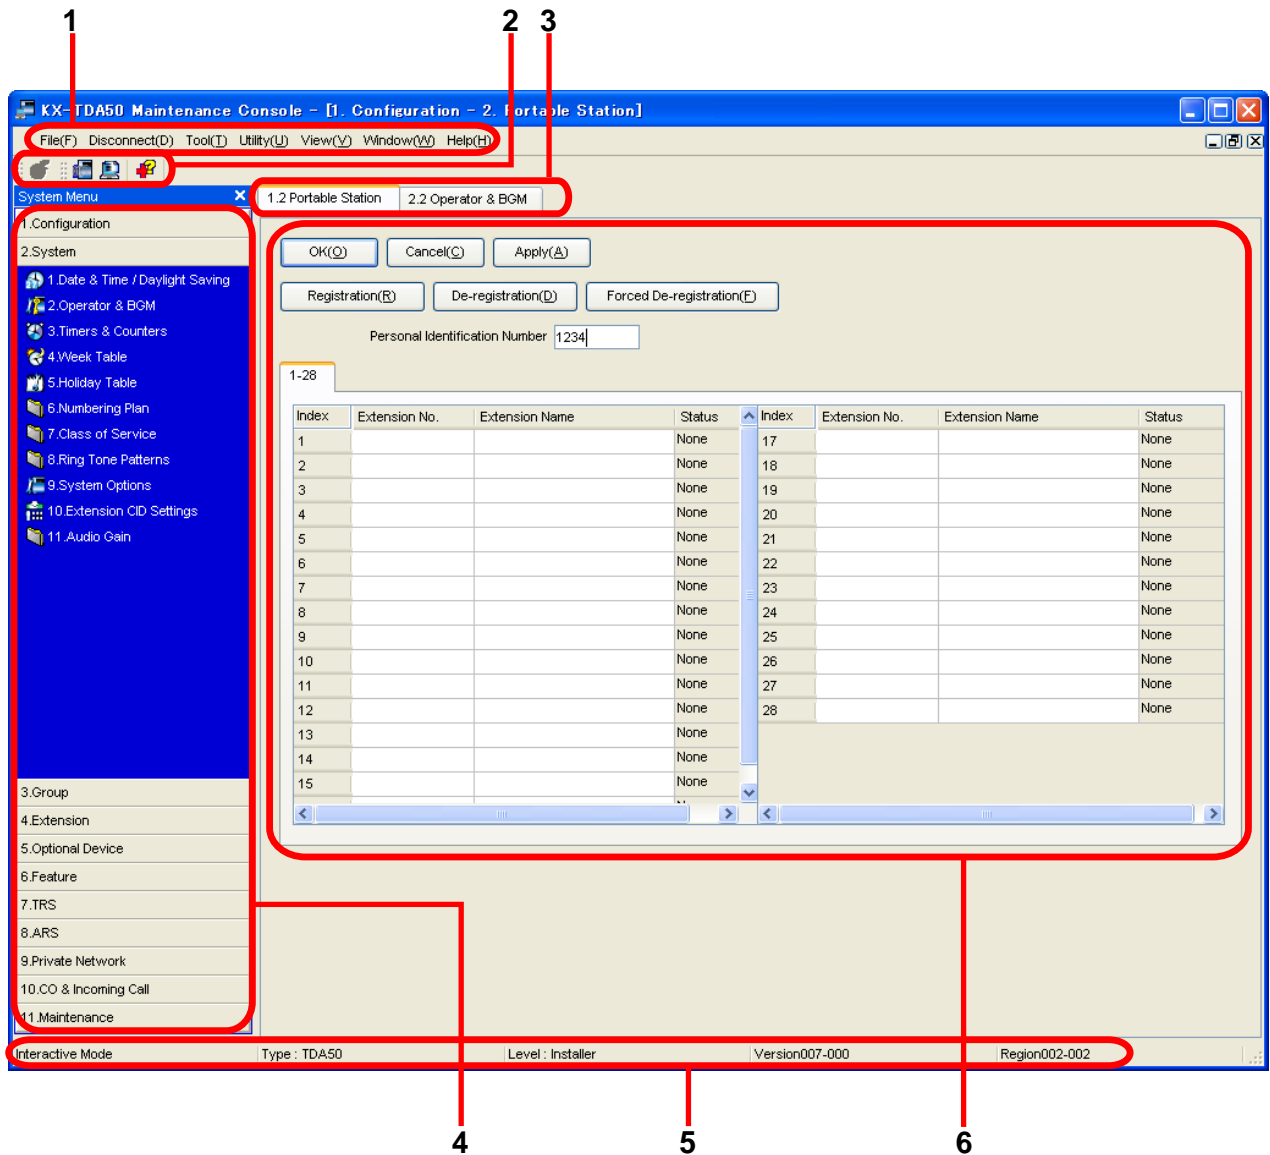 1 2 3
KX-TDA50 Maintenance Console - [1. Configuration - 2. Portable Station]
File(F) Disconnect(D) Tool(T) Utility(U) View(V) Window(W) Help(H)
System Menu
1.2 Portable Station 2.2 Operator & BGM
1.Configuration
2.System
1.Date & Time / Daylight Saving
2.Operator & BGM
3.Timers & Counters
4.Week Table
5.Holiday Table
6.Numbering Plan
7.Class of Service
8.Ring Tone Patterns
9.System Options
10.Extension CID Settings
11.Audio Gain
3.Group
4.Extension
5.Optional Device
6.Feature
7.TRS
8.ARS
9.Private Network
10.CO & Incoming Call
11.Maintenance
OK(O) Cancel(C) Apply(A)
Registration(R) De-registration(D) Forced De-registration(F)
Personal Identification Number 1234
1-28
Index Extension No. Extension Name Status Index Extension No. Extension Name Status
1 None 17 None
2 None 18 None
3 None 19 None
4 None 20 None
5 None 21 None
6 None 22 None
7 None 23 None
8 None 24 None
9 None 25 None
10 None 26 None
11 None 27 None
12 None 28 None
13 None
14 None
15 None
Interactive Mode Type : TDA50 Level : Installer Version007-000 Region002-002
4 5 6